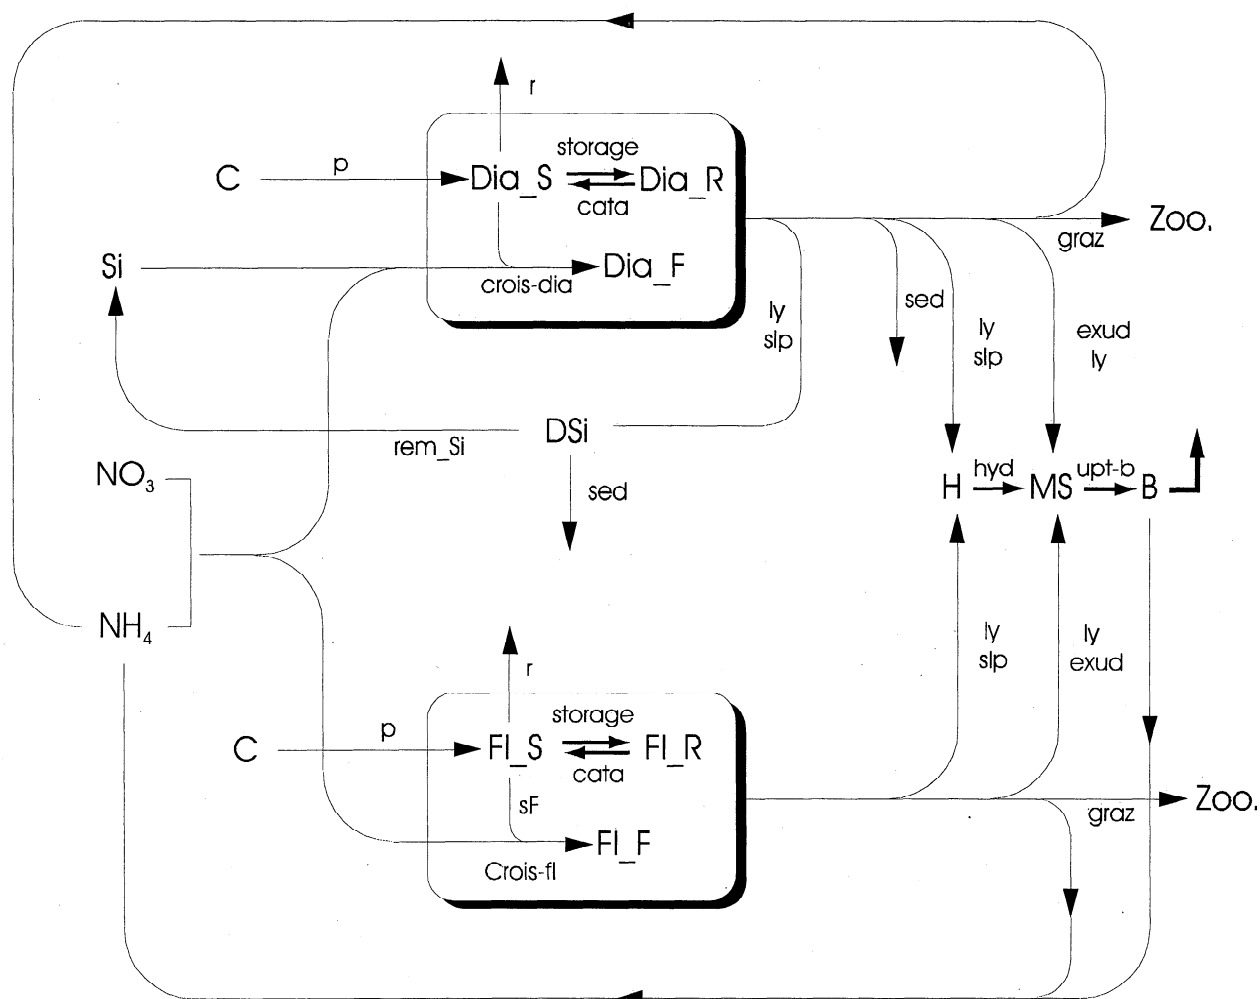 r
storage
C
p
Dia_S
Dia_R
cata
Zoo.
graz
Si
crois-dia
Dia_F
sed
ly
slp
ly
slp
exud
ly
DSi
rem_Si
NO₃
sed
H
hyd
MS
upt-b
B
NH₄
ly
slp
ly
exud
r
storage
C
p
Fl_S
Fl_R
cata
sF
Zoo.
graz
Fl_F
Crois-fl